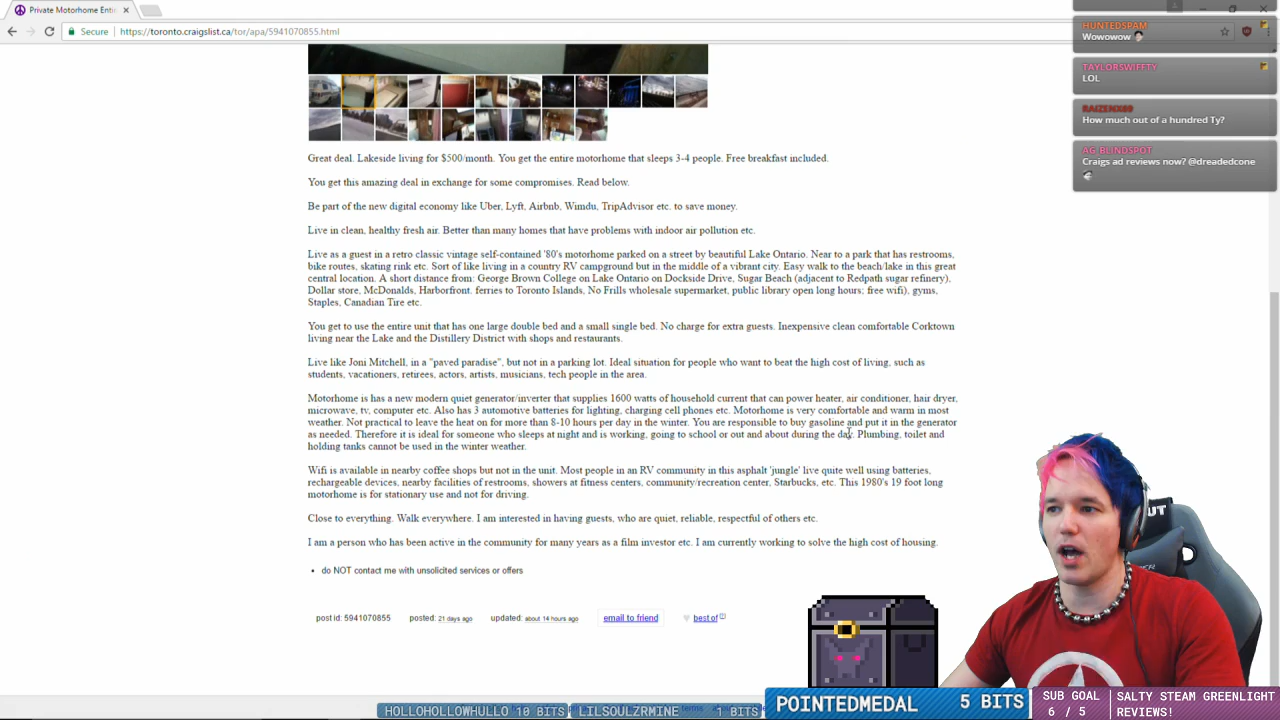 Private Motorhome Enti
Secure
https://toronto.craigslist.ca/tor/apa/5941070855.html
HUNTEDSPAM
Wowowow
TAYLORSWIFFTY
LOL
RAIZENX69
How much out of a hundred Ty?
AG_BLINDSPOT
Craigs ad reviews now? @dreadedcone
Great deal. Lakeside living for $500/month. You get the entire motorhome that sleeps 3-4 people. Free breakfast included.
You get this amazing deal in exchange for some compromises. Read below.
Be part of the new digital economy like Uber, Lyft, Airbnb, Wimdu, TripAdvisor etc. to save money.
Live in clean, healthy fresh air. Better than many homes that have problems with indoor air pollution etc.
Live as a guest in a retro classic vintage self-contained '80's motorhome parked on a street by beautiful Lake Ontario. Near to a park that has restrooms,
bike routes, skating rink etc. Sort of like living in a country RV campground but in the middle of a vibrant city. Easy walk to the beach/lake in this great
central location. A short distance from: George Brown College on Lake Ontario on Dockside Drive, Sugar Beach (adjacent to Redpath sugar refinery),
Dollar store, McDonalds, Harborfront. ferries to Toronto Islands, No Frills wholesale supermarket, public library open long hours; free wifi), gyms,
Staples, Canadian Tire etc.
You get to use the entire unit that has one large double bed and a small single bed. No charge for extra guests. Inexpensive clean comfortable Corktown
living near the Lake and the Distillery District with shops and restaurants.
Live like Joni Mitchell, in a "paved paradise", but not in a parking lot. Ideal situation for people who want to beat the high cost of living, such as
students, vacationers, retirees, actors, artists, musicians, tech people in the area.
Motorhome is has a new modern quiet generator/inverter that supplies 1600 watts of household current that can power heater, air conditioner, hair dryer,
microwave, tv, computer etc. Also has 3 automotive batteries for lighting, charging cell phones etc. Motorhome is very comfortable and warm in most
weather. Not practical to leave the heat on for more than 8-10 hours per day in the winter. You are responsible to buy gasoline and put it in the generator
as needed. Therefore it is ideal for someone who sleeps at night and is working, going to school or out and about during the day. Plumbing, toilet and
holding tanks cannot be used in the winter weather.
Wifi is available in nearby coffee shops but not in the unit. Most people in an RV community in this asphalt 'jungle' live quite well using batteries,
rechargeable devices, nearby facilities of restrooms, showers at fitness centers, community/recreation center, Starbucks, etc. This 1980's 19 foot long
motorhome is for stationary use and not for driving.
Close to everything. Walk everywhere. I am interested in having guests, who are quiet, reliable, respectful of others etc.
I am a person who has been active in the community for many years as a film investor etc. I am currently working to solve the high cost of housing.
• do NOT contact me with unsolicited services or offers
post id: 5941070855 posted: 21 days ago updated: about 14 hours ago email to friend best of
HOLLOHOLLOWHULLO 10 BITS LILSOULZRMINE 1 BITS
POINTEDMEDAL 5 BITS
SUB GOAL
6 / 5
SALTY STEAM GREENLIGHT
REVIEWS!